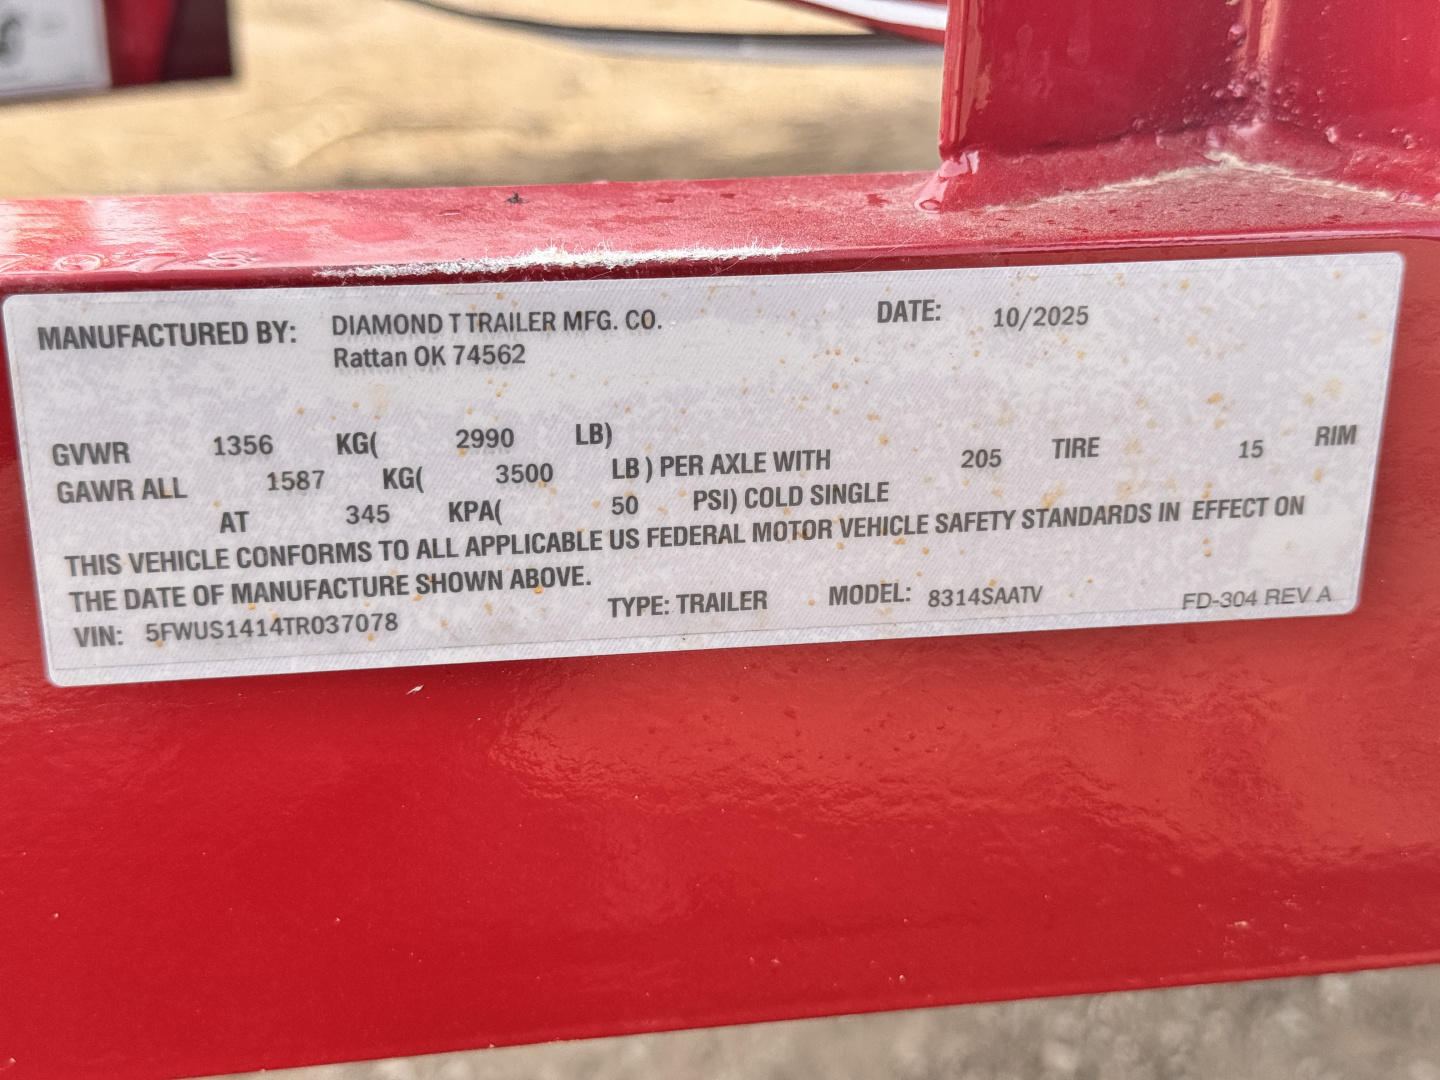 MANUFACTURED BY: DIAMOND T TRAILER MFG. CO. DATE: 10/2025
Rattan OK 74562
GVWR 1356 KG( 2990 LB)
GAWR ALL 1587 KG( 3500 LB ) PER AXLE WITH 205 TIRE 15 RIM
AT 345 KPA( 50 PSI) COLD SINGLE
THIS VEHICLE CONFORMS TO ALL APPLICABLE US FEDERAL MOTOR VEHICLE SAFETY STANDARDS IN EFFECT ON
THE DATE OF MANUFACTURE SHOWN ABOVE.
VIN: 5FWUS1414TR037078 TYPE: TRAILER MODEL: 8314SAATV FD-304 REV A